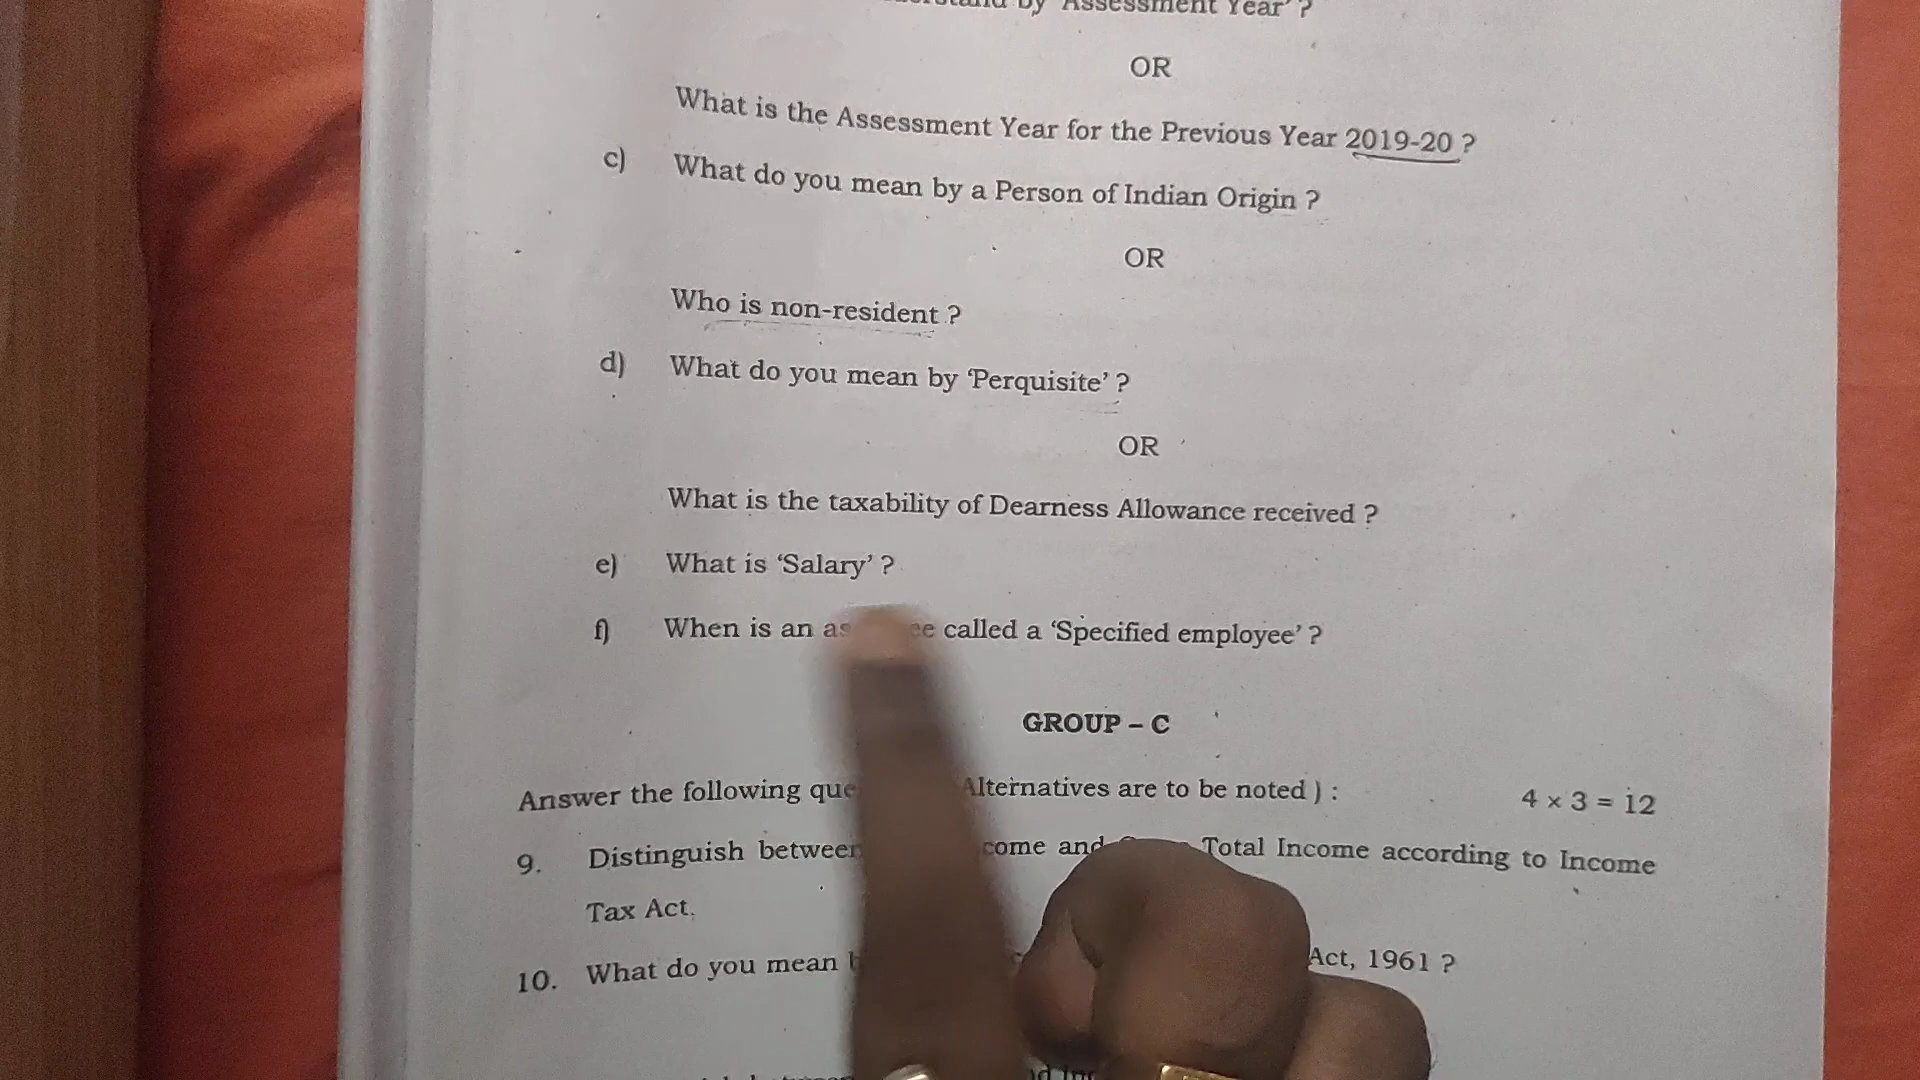 by 'Assessment Year' ?
OR
What is the Assessment Year for the Previous Year 2019-20 ?
c) What do you mean by a Person of Indian Origin ?
OR
Who is non-resident ?
d) What do you mean by 'Perquisite' ?
OR
What is the taxability of Dearness Allowance received ?
e) What is 'Salary' ?
f) When is an called a 'Specified employee' ?
GROUP – C
Answer the following Alternatives are to be noted ) : 4 × 3 = 12
9. Distinguish between and Total Income according to Income
Tax Act.
10. What do you mean Act, 1961 ?